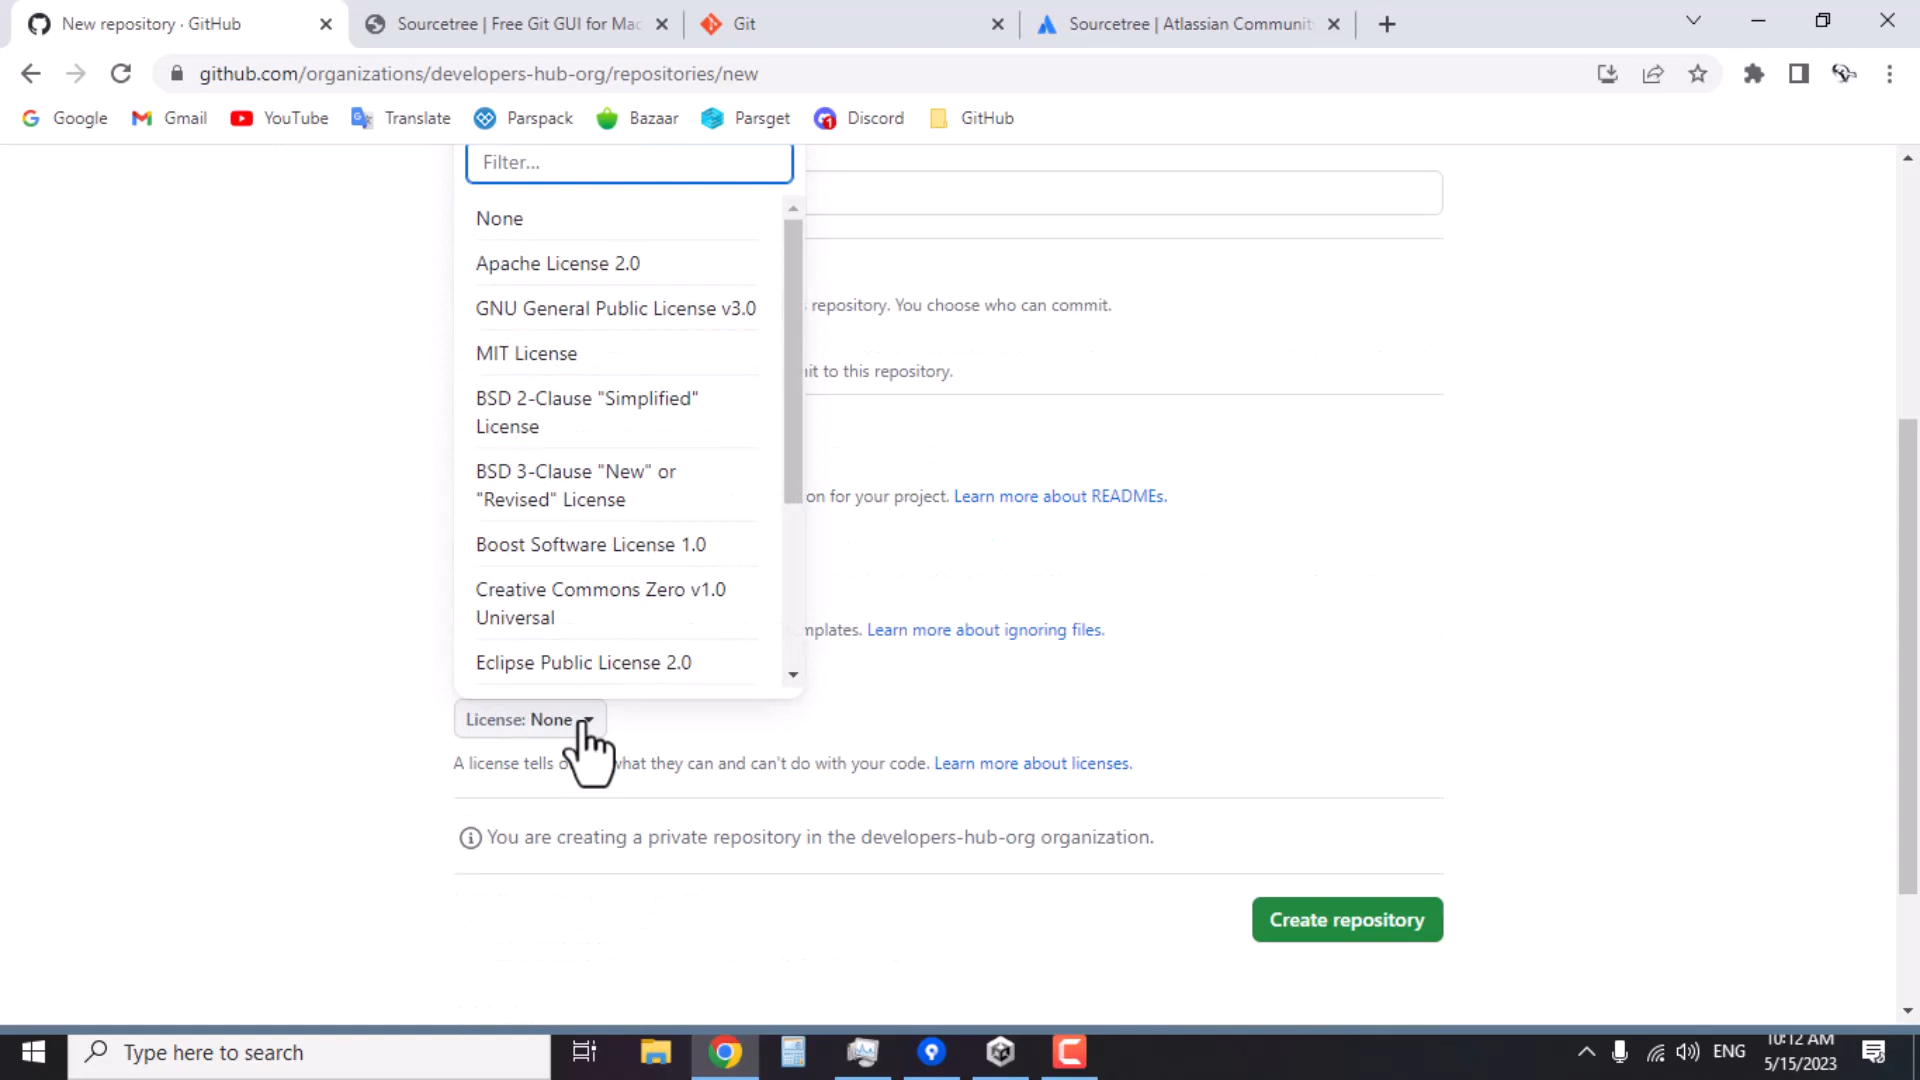 New repository · GitHub
Sourcetree | Free Git GUI for Mac
Git
Sourcetree | Atlassian Communit
github.com/organizations/developers-hub-org/repositories/new
Google Gmail YouTube Translate Parspack Bazaar Parsget Discord GitHub
Filter...
None
Apache License 2.0
GNU General Public License v3.0
repository. You choose who can commit.
MIT License
it to this repository.
BSD 2-Clause "Simplified"
License
BSD 3-Clause "New" or
"Revised" License
on for your project. Learn more about READMEs.
Boost Software License 1.0
Creative Commons Zero v1.0
Universal
mplates. Learn more about ignoring files.
Eclipse Public License 2.0
License: None
A license tells o what they can and can't do with your code. Learn more about licenses.
You are creating a private repository in the developers-hub-org organization.
Create repository
Type here to search
ENG
10:12 AM
5/15/2023